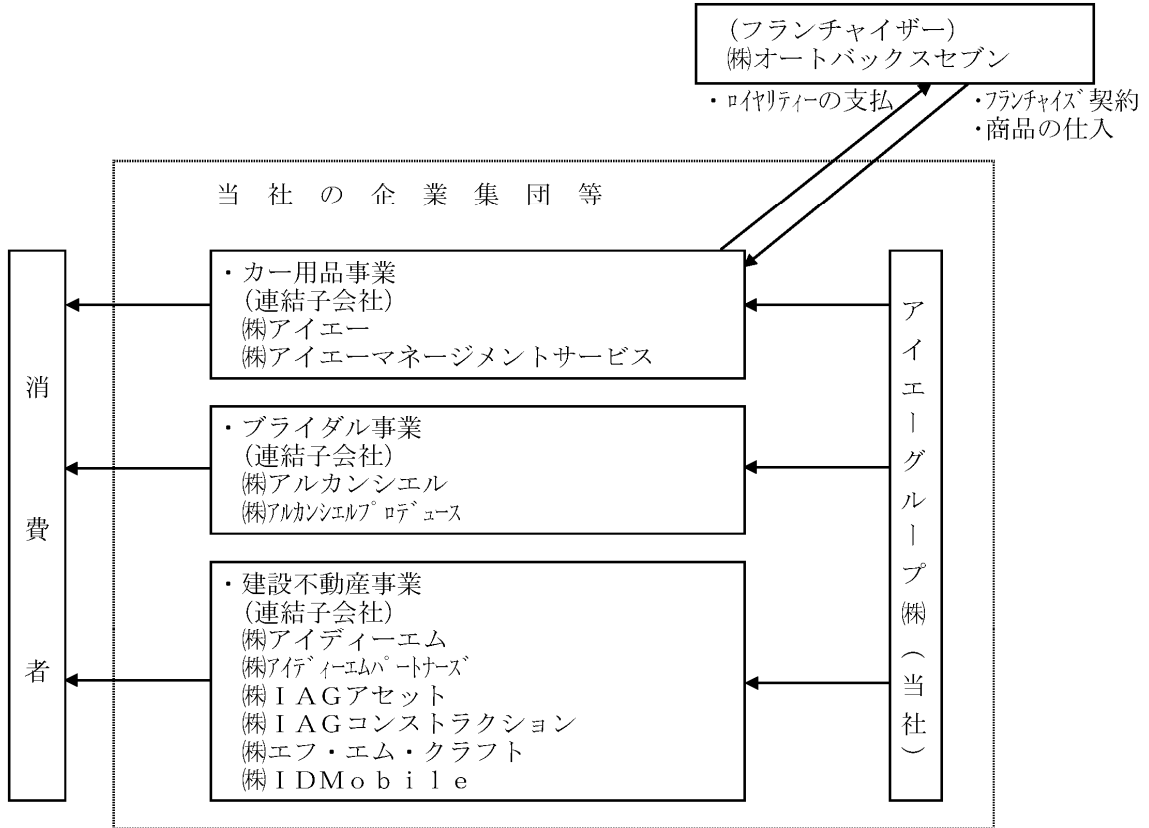 (フランチャイザー)
㈱オートバックスセブン
・ﾛｲﾔﾘﾃｨｰの支払
・ﾌﾗﾝﾁｬｲｽﾞ契約
・商品の仕入
当社の企業集団等
・カー用品事業
(連結子会社)
㈱アイエー
㈱アイエーマネージメントサービス
・ブライダル事業
(連結子会社)
㈱アルカンシエル
㈱ｱﾙｶﾝｼｴﾙﾌﾟﾛﾃﾞｭｰｽ
・建設不動産事業
(連結子会社)
㈱アイディーエム
㈱ｱｲﾃﾞｨｰｴﾑﾊﾟｰﾄﾅｰｽﾞ
㈱ＩＡＧアセット
㈱ＩＡＧコンストラクション
㈱エフ・エム・クラフト
㈱ＩＤＭｏｂｉｌｅ
消費者
アイエーグループ㈱(当社)